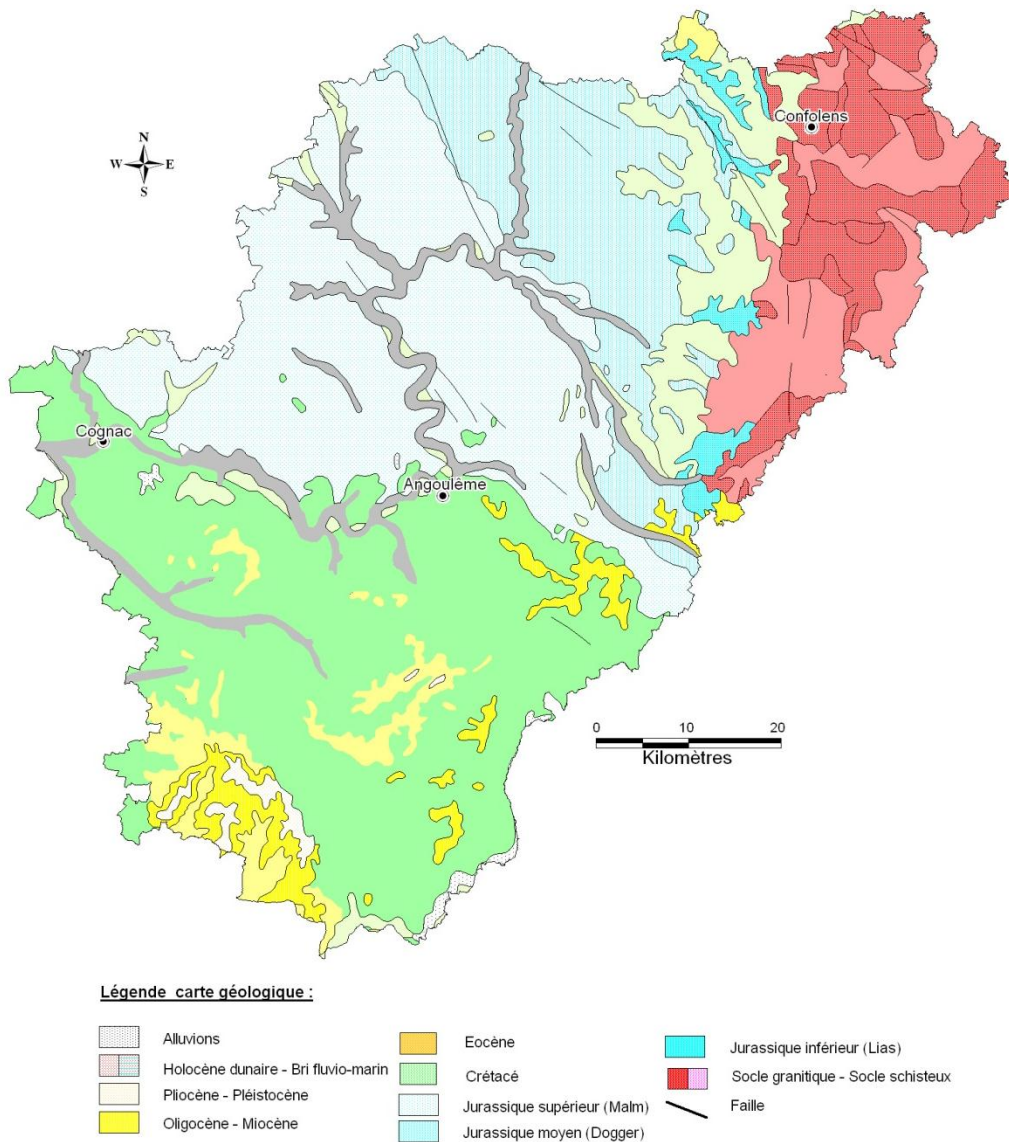 Confolens
N
W E
S
Cognac
Angoulême
0 10 20
Kilomètres
Légende carte géologique :
Alluvions
Holocène dunaire - Bri fluvio-marin
Pliocène - Pléistocène
Oligocène - Miocène
Eocène
Crétacé
Jurassique supérieur (Malm)
Jurassique moyen (Dogger)
Jurassique inférieur (Lias)
Socle granitique - Socle schisteux
Faille